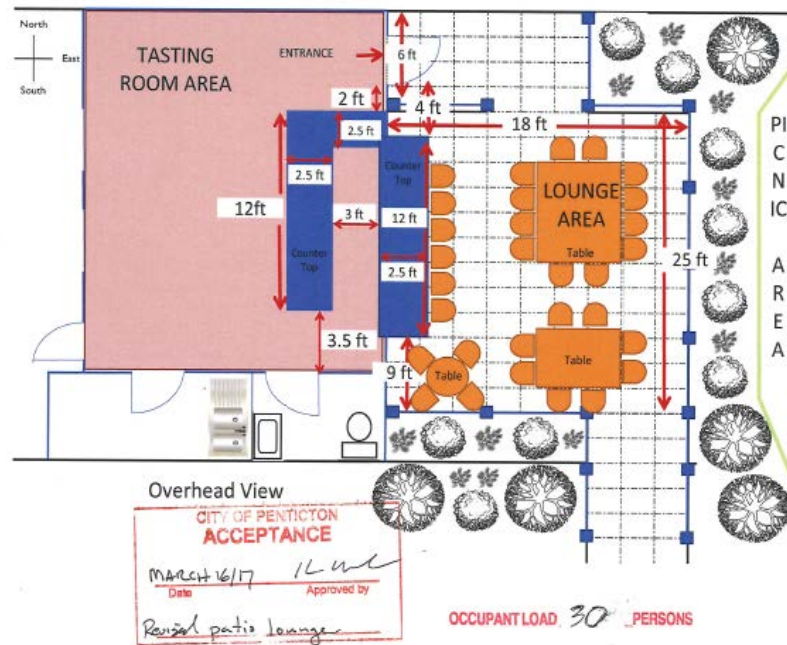 North
East
South
TASTING
ROOM AREA
ENTRANCE
6 ft
2 ft
4 ft
2.5 ft
18 ft
2.5 ft
Counter
Top
12ft
3 ft
12 ft
LOUNGE
AREA
Table
PICNIC AREA
Counter
Top
2.5 ft
25 ft
3.5 ft
9 ft
Table
Table
Overhead View
CITY OF PENTICTON
ACCEPTANCE
MARCH 16/17
Date
Approved by
Revised patio lounge
OCCUPANT LOAD 30 PERSONS